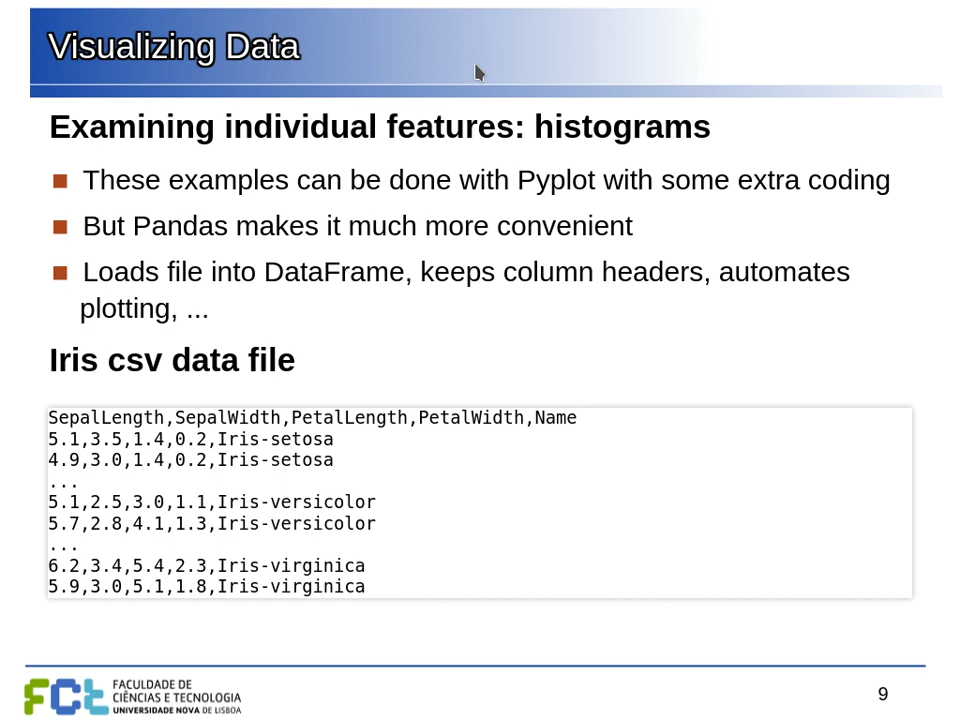 Visualizing Data
Examining individual features: histograms
These examples can be done with Pyplot with some extra coding
But Pandas makes it much more convenient
Loads file into DataFrame, keeps column headers, automates
plotting, ...
Iris csv data file
SepalLength,SepalWidth,PetalLength,PetalWidth,Name
5.1,3.5,1.4,0.2,Iris-setosa
4.9,3.0,1.4,0.2,Iris-setosa
...
5.1,2.5,3.0,1.1,Iris-versicolor
5.7,2.8,4.1,1.3,Iris-versicolor
...
6.2,3.4,5.4,2.3,Iris-virginica
5.9,3.0,5.1,1.8,Iris-virginica
FCt
FACULDADE DE
CIÊNCIAS E TECNOLOGIA
UNIVERSIDADE NOVA DE LISBOA
9